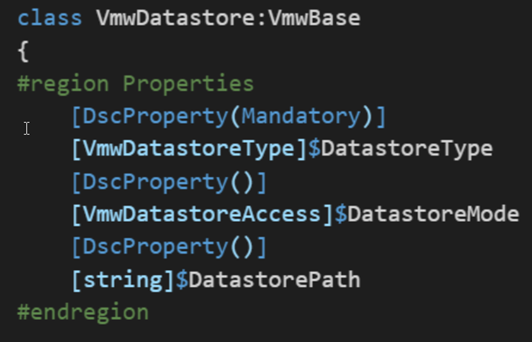 class VmwDatastore:VmwBase
{
#region Properties
[DscProperty(Mandatory)]
[VmwDatastoreType]$DatastoreType
[DscProperty()]
[VmwDatastoreAccess]$DatastoreMode
[DscProperty()]
[string]$DatastorePath
#endregion